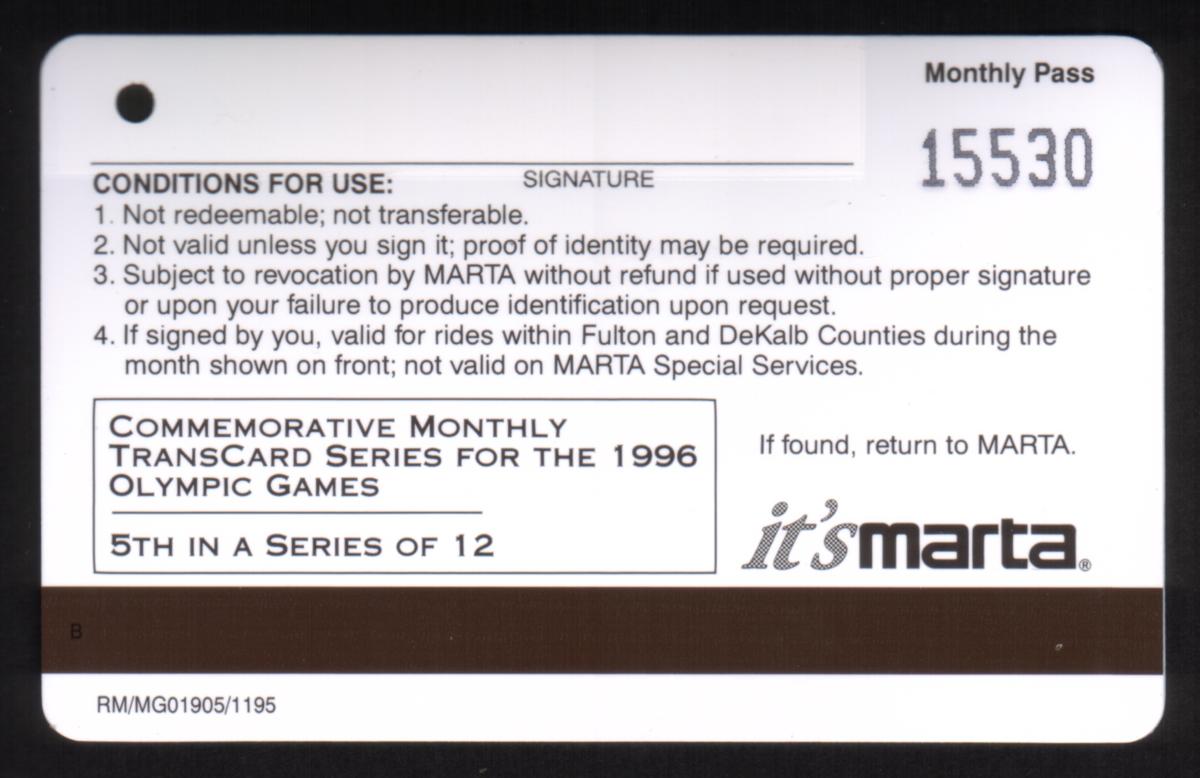 Monthly Pass
15530
SIGNATURE
CONDITIONS FOR USE:
1. Not redeemable; not transferable.
2. Not valid unless you sign it; proof of identity may be required.
3. Subject to revocation by MARTA without refund if used without proper signature
or upon your failure to produce identification upon request.
4. If signed by you, valid for rides within Fulton and DeKalb Counties during the
month shown on front; not valid on MARTA Special Services.
COMMEMORATIVE MONTHLY
TRANSCARD SERIES FOR THE 1996
OLYMPIC GAMES
5TH IN A SERIES OF 12
If found, return to MARTA.
it's marta®
B
RM/MG01905/1195